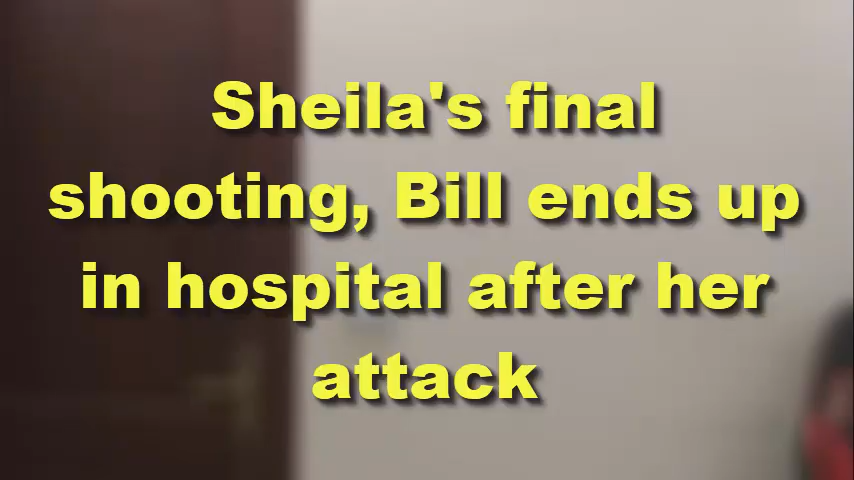 Sheila's final
shooting, Bill ends up
in hospital after her
attack